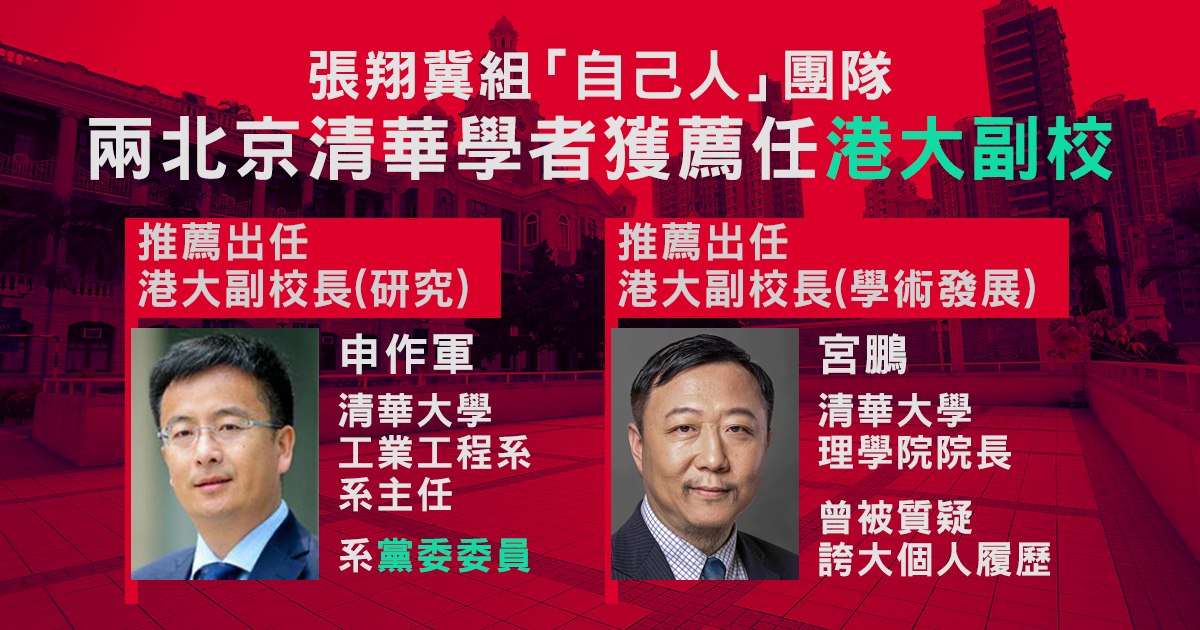 張翔冀組「自己人」團隊
兩北京清華學者獲薦任港大副校
推薦出任
港大副校長(研究)
申作軍
清華大學
工業工程系
系主任
系黨委委員
推薦出任
港大副校長(學術發展)
宮鵬
清華大學
理學院院長
曾被質疑
誇大個人履歷